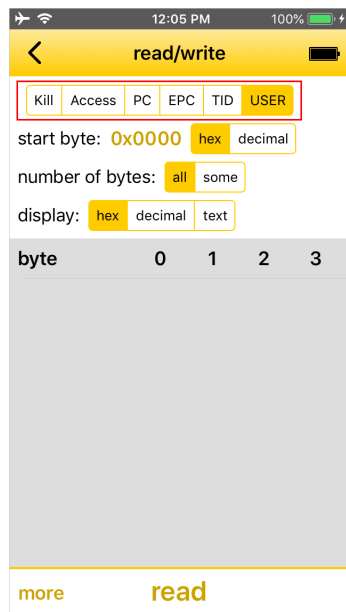 12:05 PM 100%
read/write
Kill Access PC EPC TID USER
start byte: 0x0000 hex decimal
number of bytes: all some
display: hex decimal text
byte 0 1 2 3
more read